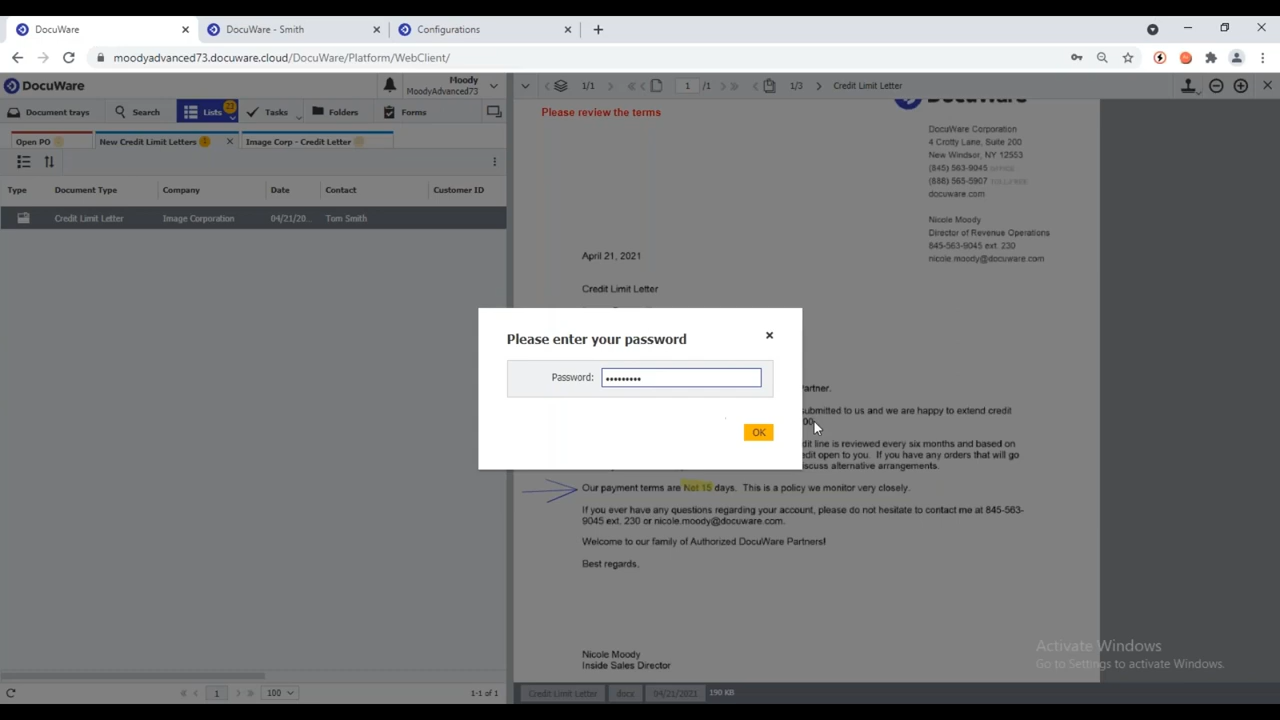 DocuWare
DocuWare - Smith
Configurations
moodyadvanced73.docuware.cloud/DocuWare/Platform/WebClient/
DocuWare
Moody
MoodyAdvanced73
Document trays
Search
Lists
Tasks
Folders
Forms
Open PO
New Credit Limit Letters
Image Corp - Credit Letter
Type
Document Type
Company
Date
Contact
Customer ID
Credit Limit Letter
Image Corporation
04/21/20...
Tom Smith
1
100
1-1 of 1
1/1
1
/1
1/3
Credit Limit Letter
Please review the terms
DocuWare Corporation
4 Crotty Lane, Suite 200
New Windsor, NY 12553
(845) 563-9045 OFFICE
(888) 565-5907 TOLL FREE
docuware.com
Nicole Moody
Director of Revenue Operations
845-563-9045 ext. 230
nicole.moody@docuware.com
April 21, 2021
Credit Limit Letter
Please enter your password
Password: •••••••••
OK
artner.
submitted to us and we are happy to extend credit
dit line is reviewed every six months and based on
edit open to you. If you have any orders that will go
scuss alternative arrangements.
Our payment terms are Net 15 days. This is a policy we monitor very closely.
If you ever have any questions regarding your account, please do not hesitate to contact me at 845-563-
9045 ext. 230 or nicole.moody@docuware.com.
Welcome to our family of Authorized DocuWare Partners!
Best regards,
Nicole Moody
Inside Sales Director
Activate Windows
Go to Settings to activate Windows.
Credit Limit Letter
docx
04/21/2021
190 KB